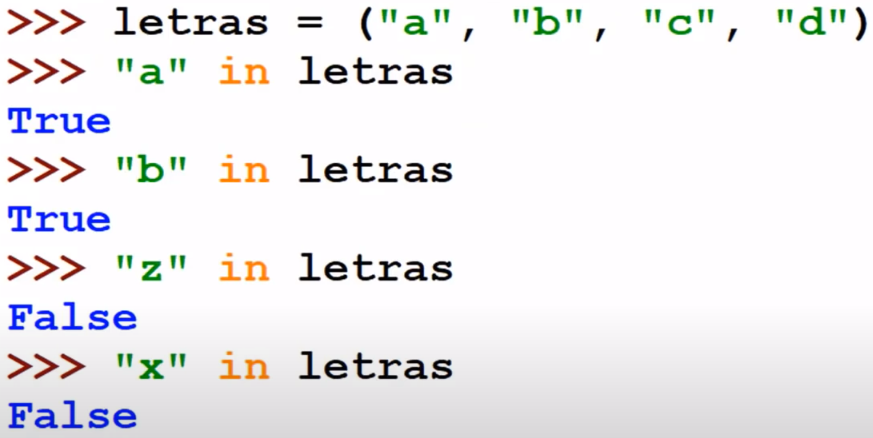 >>> letras = ("a", "b", "c", "d")
>>> "a" in letras
True
>>> "b" in letras
True
>>> "z" in letras
False
>>> "x" in letras
False